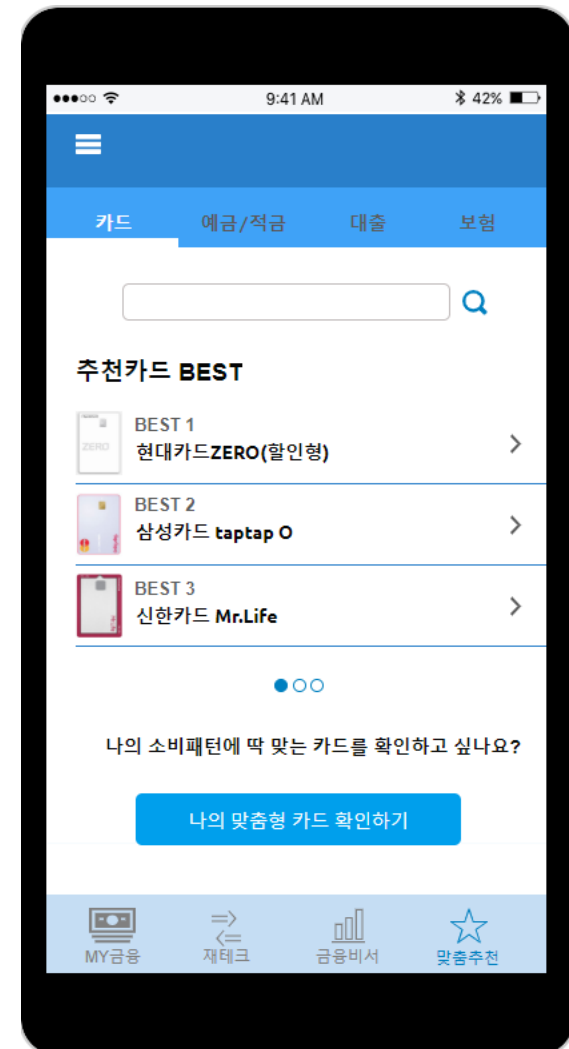 9:41 AM
42%
카드 예금/적금 대출 보험
추천카드 BEST
ZERO
BEST 1
현대카드ZERO(할인형)
BEST 2
삼성카드 taptap O
BEST 3
신한카드 Mr.Life
나의 소비패턴에 딱 맞는 카드를 확인하고 싶나요?
나의 맞춤형 카드 확인하기
MY금융 재테크 금융비서 맞춤추천